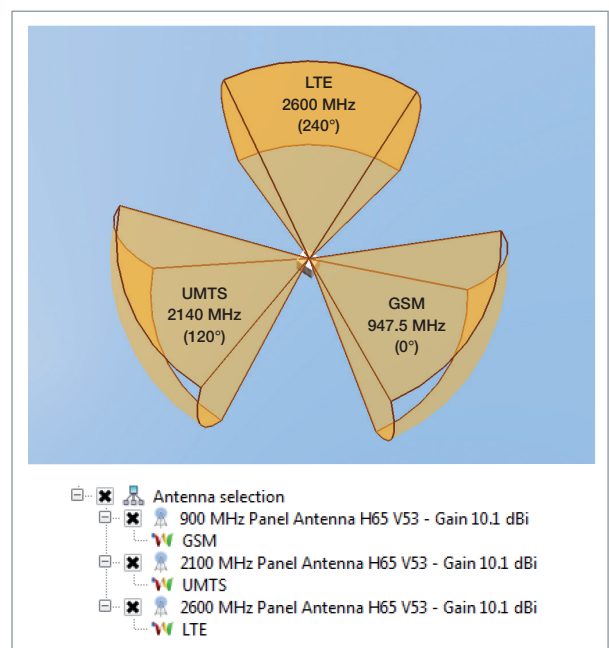 LTE
2600 MHz
(240°)
UMTS
2140 MHz
(120°)
GSM
947.5 MHz
(0°)
Antenna selection
900 MHz Panel Antenna H65 V53 - Gain 10.1 dBi
GSM
2100 MHz Panel Antenna H65 V53 - Gain 10.1 dBi
UMTS
2600 MHz Panel Antenna H65 V53 - Gain 10.1 dBi
LTE